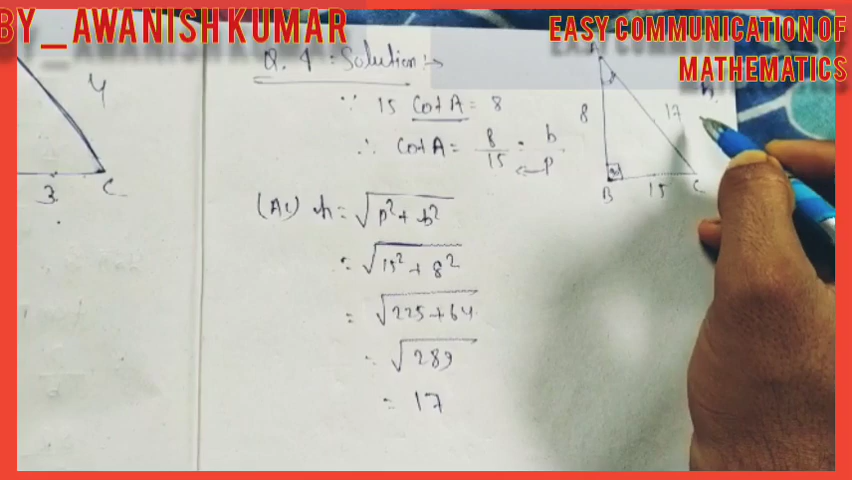 BY_ AWANISH KUMAR
EASY COMMUNICATION OF
MATHEMATICS
4
3
C
Q. 4 : Solution :→
∵ 15 Cot A = 8
∴ Cot A = 8/15 = b/p
(AC) h = √p² + b²
= √15² + 8²
= √225 + 64
= √289
= 17
A
8
17
h
B
15
C